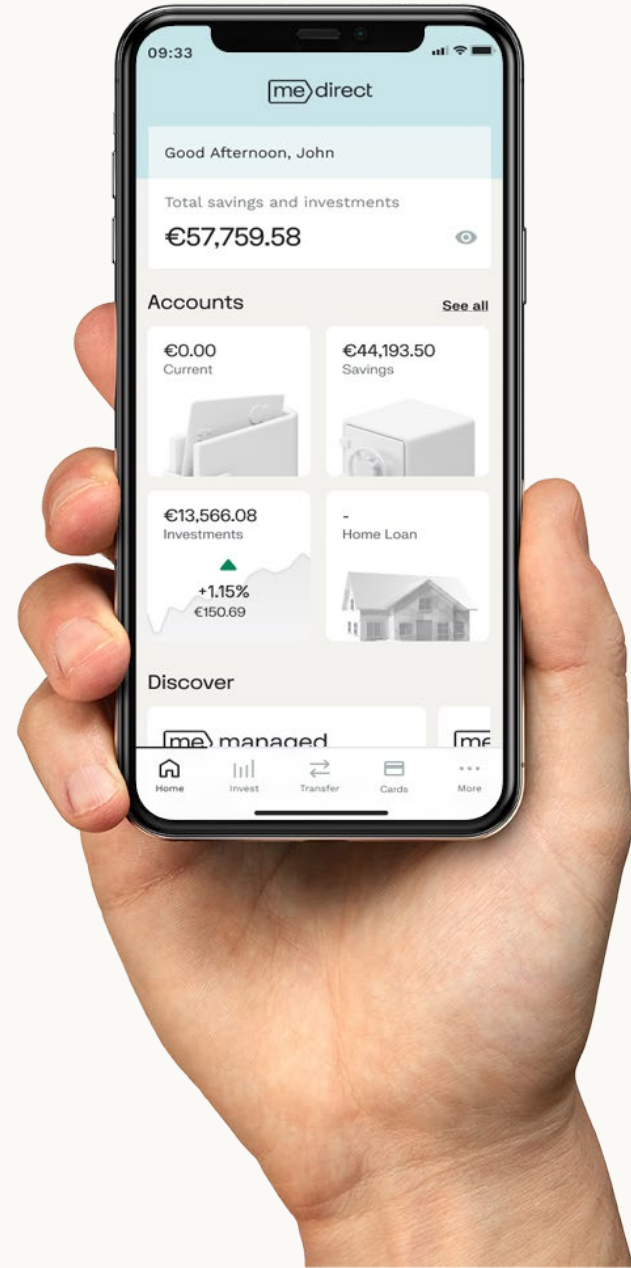 09:33
me direct
Good Afternoon, John
Total savings and investments
€57,759.58
Accounts
See all
€0.00
Current
€44,193.50
Savings
€13,566.08
Investments
+1.15%
€150.69
-
Home Loan
Discover
me managed
me
Home
Invest
Transfer
Cards
More